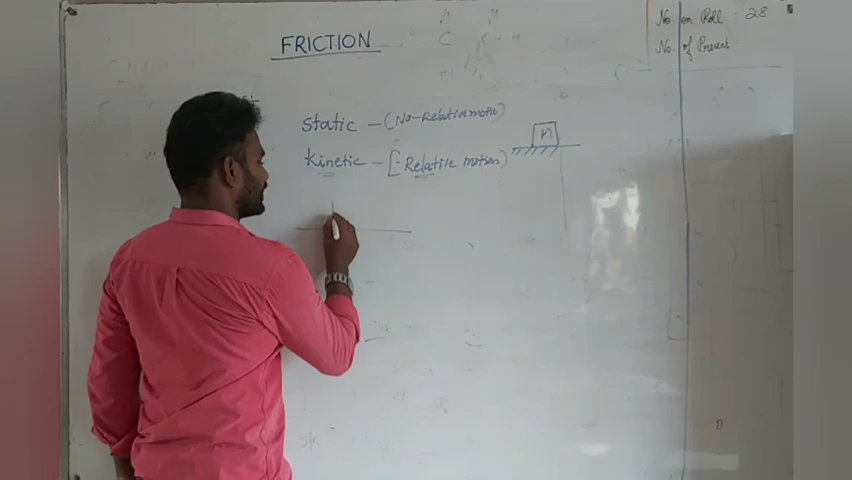 FRICTION
No. on Roll : 28
No. of Present
Static - (No-Relative motion)
Kinetic - [Relative motion)